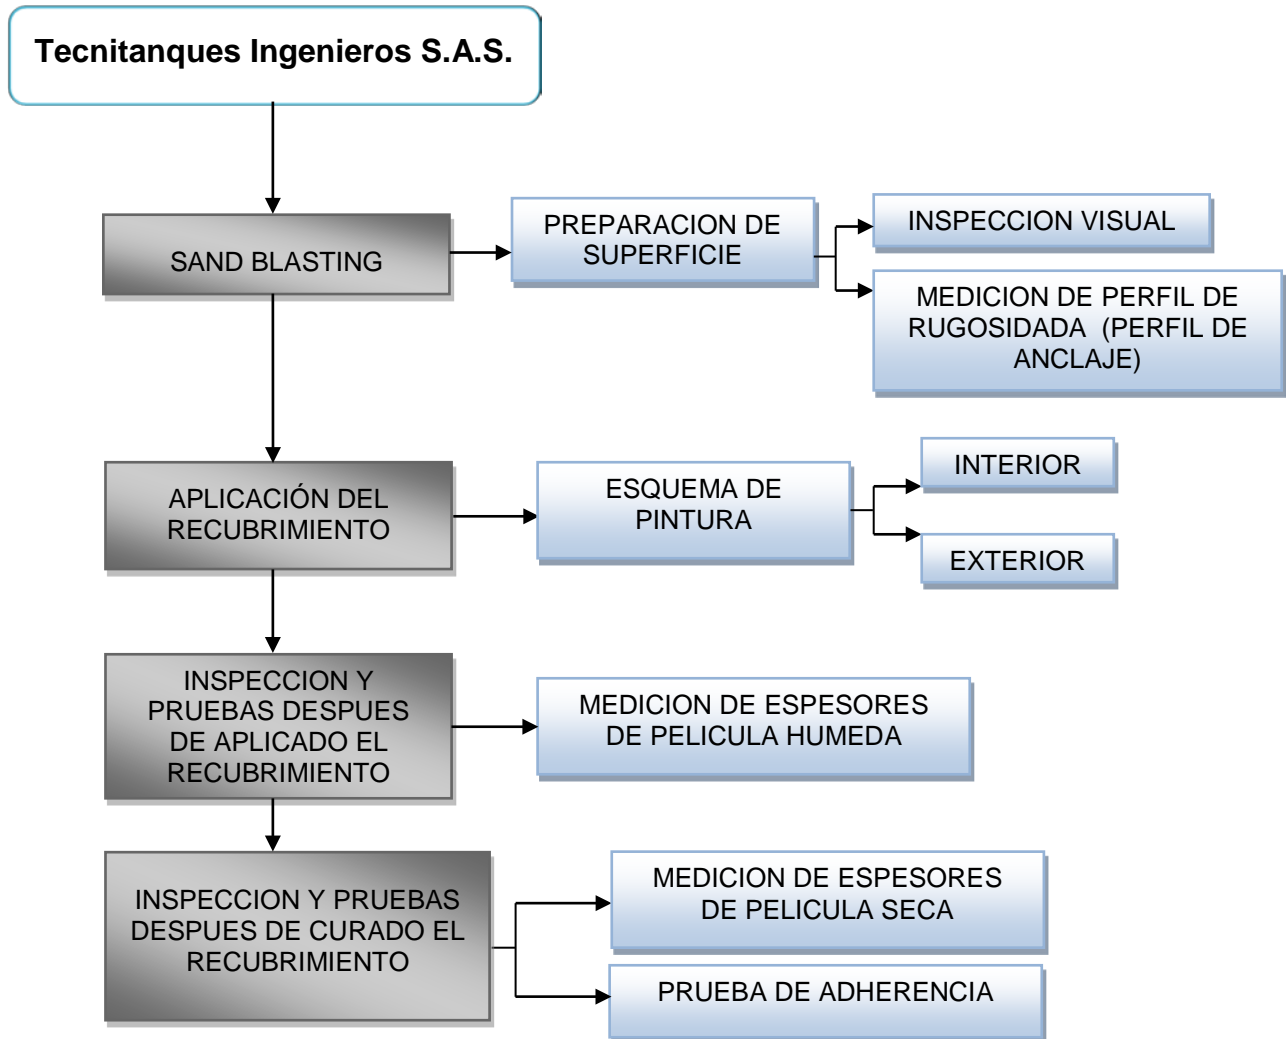 Tecnitanques Ingenieros S.A.S.
SAND BLASTING
PREPARACION DE
SUPERFICIE
INSPECCION VISUAL
MEDICION DE PERFIL DE
RUGOSIDADA (PERFIL DE
ANCLAJE)
APLICACIÓN DEL
RECUBRIMIENTO
ESQUEMA DE
PINTURA
INTERIOR
EXTERIOR
INSPECCION Y
PRUEBAS DESPUES
DE APLICADO EL
RECUBRIMIENTO
MEDICION DE ESPESORES
DE PELICULA HUMEDA
INSPECCION Y PRUEBAS
DESPUES DE CURADO EL
RECUBRIMIENTO
MEDICION DE ESPESORES
DE PELICULA SECA
PRUEBA DE ADHERENCIA